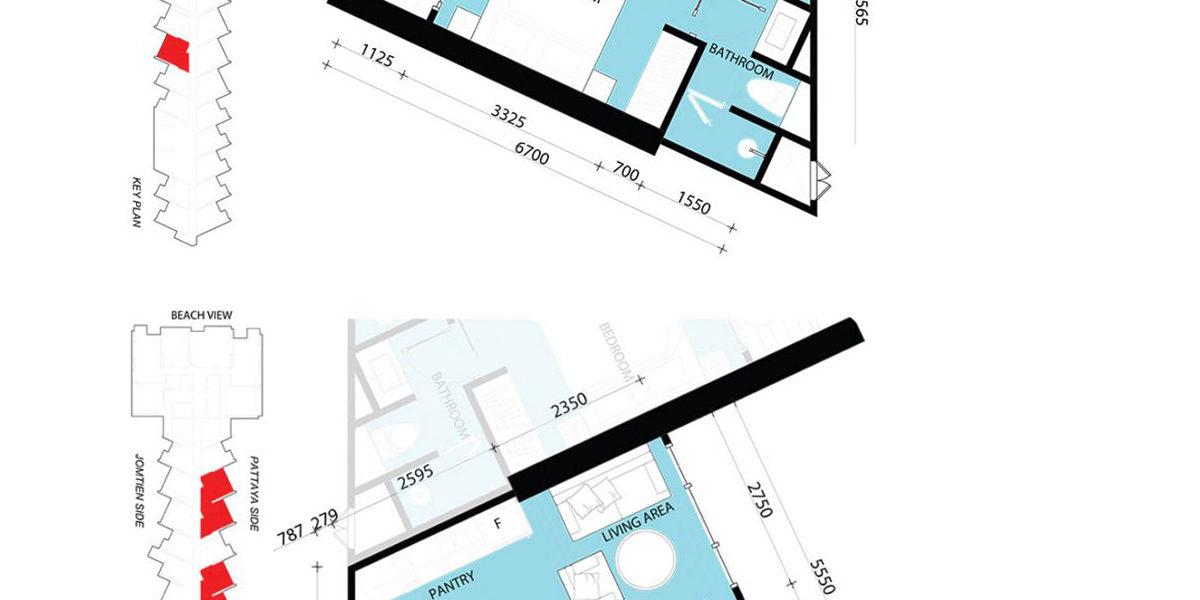 565
BATHROOM
1125
3325
6700
700
1550
KEY PLAN
BEACH VIEW
JOMTIEN SIDE
PATTAYA SIDE
BEDROOM
BATHROOM
2350
2595
787 279
F
LIVING AREA
PANTRY
2750
5550